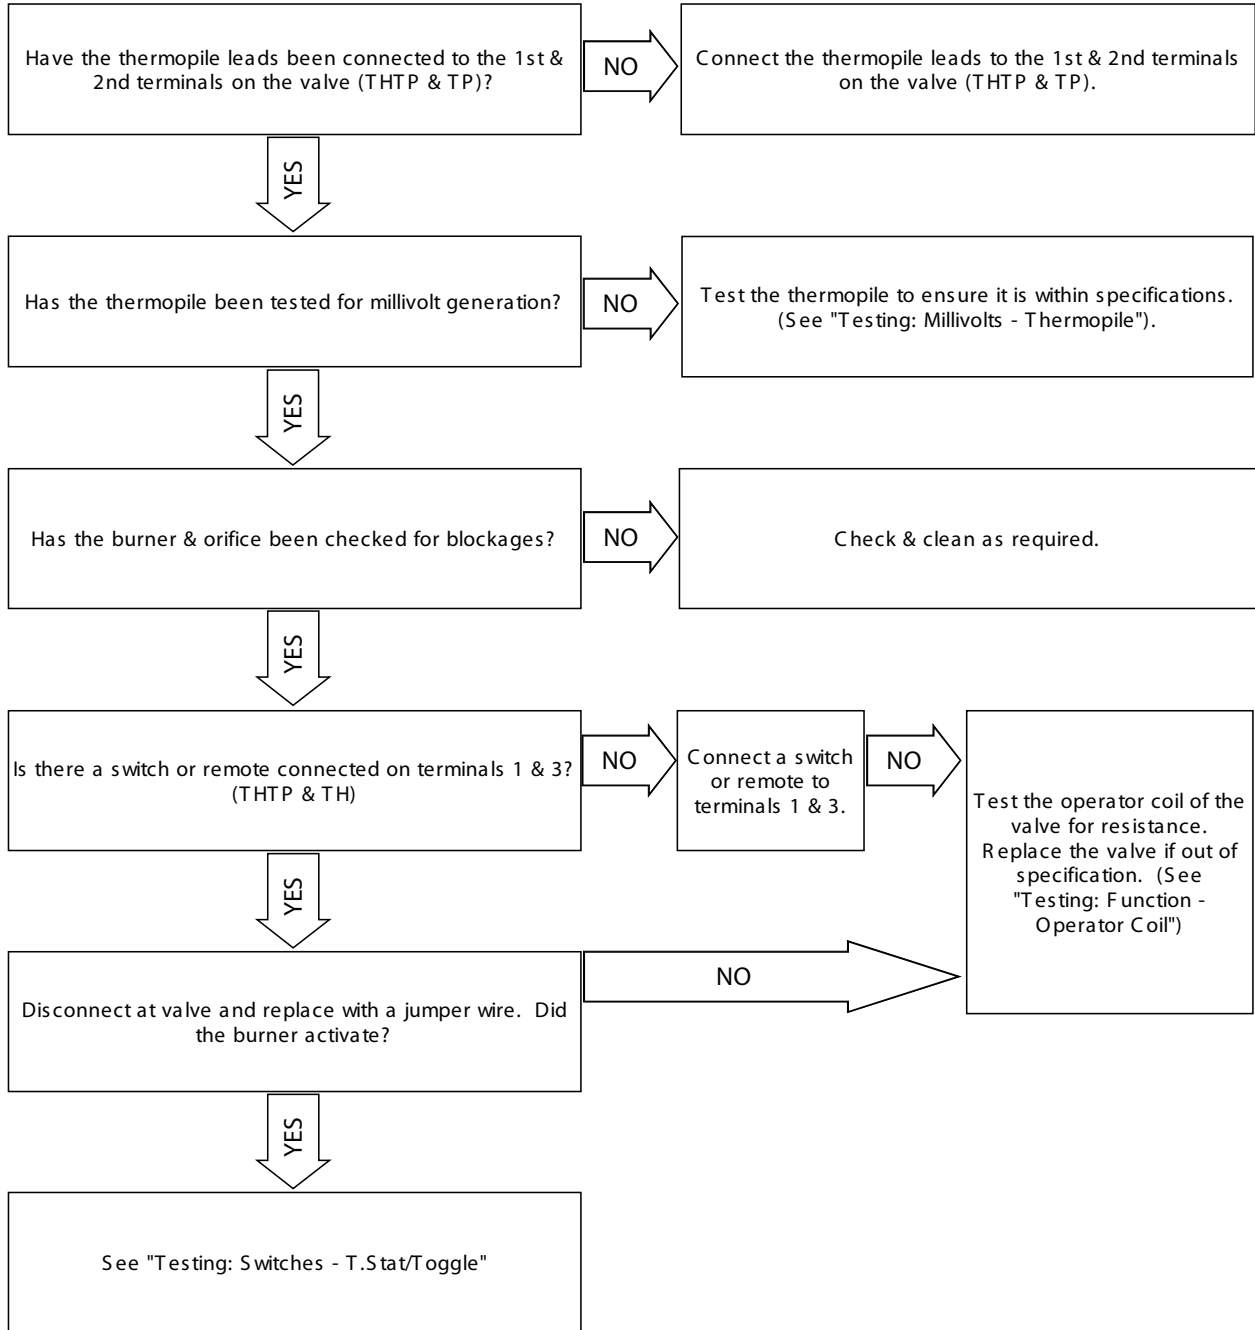 Have the thermopile leads been connected to the 1st &
2nd terminals on the valve (THTP & TP)?
NO
Connect the thermopile leads to the 1st & 2nd terminals
on the valve (THTP & TP).
YES
Has the thermopile been tested for millivolt generation?
NO
Test the thermopile to ensure it is within specifications.
(See "Testing: Millivolts - Thermopile").
YES
Has the burner & orifice been checked for blockages?
NO
Check & clean as required.
YES
Is there a switch or remote connected on terminals 1 & 3?
(THTP & TH)
NO
Connect a switch
or remote to
terminals 1 & 3.
NO
Test the operator coil of the
valve for resistance.
Replace the valve if out of
specification. (See
"Testing: Function -
Operator Coil")
YES
Disconnect at valve and replace with a jumper wire. Did
the burner activate?
NO
YES
See "Testing: Switches - T.Stat/Toggle"